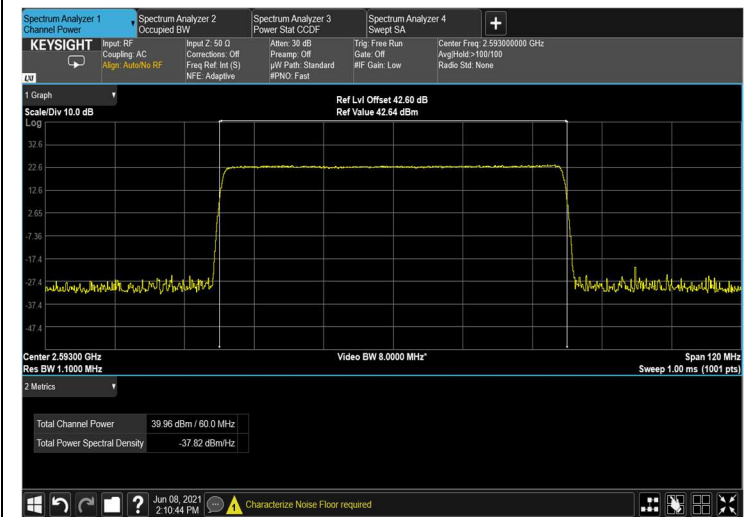 Spectrum Analyzer 1
Channel Power
Spectrum Analyzer 2
Occupied BW
Spectrum Analyzer 3
Power Stat CCDF
Spectrum Analyzer 4
Swept SA
KEYSIGHT
Input: RF
Coupling: AC
Align: Auto/No RF
Input Z: 50 Ω
Corrections: Off
Freq Ref: Int (S)
NFE: Adaptive
Atten: 30 dB
Preamp: Off
µW Path: Standard
#PNO: Fast
Trig: Free Run
Gate: Off
#IF Gain: Low
Center Freq: 2.593000000 GHz
Avg|Hold:>100/100
Radio Std: None
LXI
1 Graph
Scale/Div 10.0 dB
Ref Lvl Offset 42.60 dB
Ref Value 42.64 dBm
Log
32.6
22.6
12.6
2.65
-7.36
-17.4
-27.4
-37.4
-47.4
Center 2.59300 GHz
Res BW 1.1000 MHz
Video BW 8.0000 MHz*
Span 120 MHz
Sweep 1.00 ms (1001 pts)
2 Metrics
Total Channel Power 39.96 dBm / 60.0 MHz
Total Power Spectral Density -37.82 dBm/Hz
Jun 08, 2021
2:10:44 PM
Characterize Noise Floor required